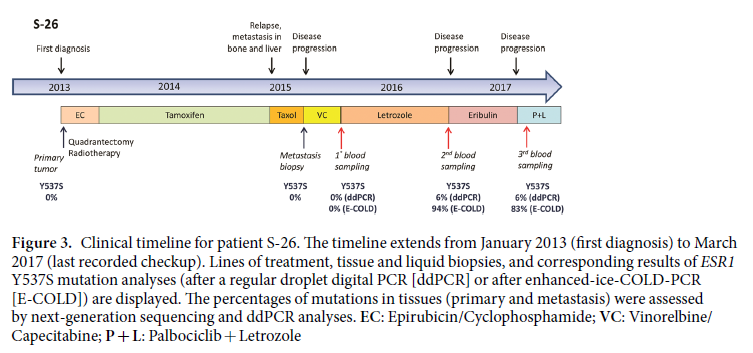 S-26
First diagnosis
Relapse,
metastasis in
bone and liver
Disease
progression
Disease
progression
Disease
progression
2013
2014
2015
2016
2017
EC
Tamoxifen
Taxol
VC
Letrozole
Eribulin
P+L
Quadrantectomy
Radiotherapy
Primary
tumor
Metastasis
biopsy
1° blood
sampling
2nd blood
sampling
3rd blood
sampling
Y537S
0%
Y537S
0%
Y537S
0% (ddPCR)
0% (E-COLD)
Y537S
6% (ddPCR)
94% (E-COLD)
Y537S
6% (ddPCR)
83% (E-COLD)
Figure 3. Clinical timeline for patient S-26. The timeline extends from January 2013 (first diagnosis) to March
2017 (last recorded checkup). Lines of treatment, tissue and liquid biopsies, and corresponding results of ESR1
Y537S mutation analyses (after a regular droplet digital PCR [ddPCR] or after enhanced-ice-COLD-PCR
[E-COLD]) are displayed. The percentages of mutations in tissues (primary and metastasis) were assessed
by next-generation sequencing and ddPCR analyses. EC: Epirubicin/Cyclophosphamide; VC: Vinorelbine/
Capecitabine; P + L: Palbociclib + Letrozole